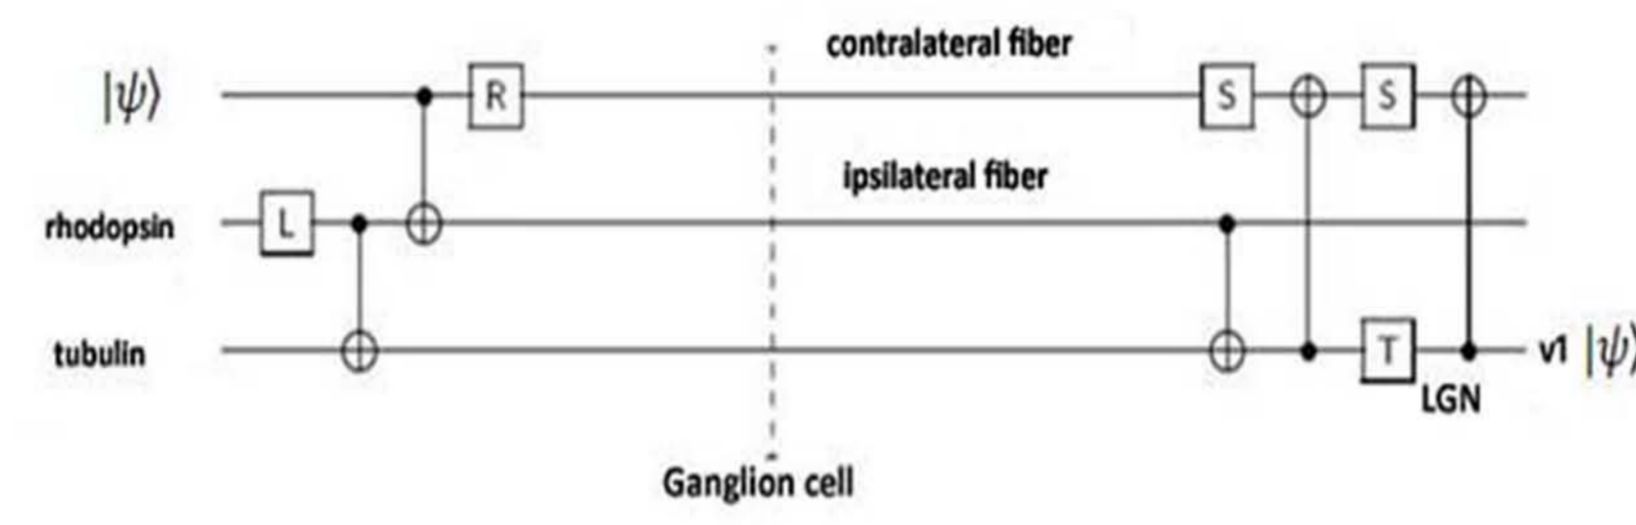 contralateral fiber
|ψ⟩ R S S
ipsilateral fiber
rhodopsin L
tubulin T v1 |ψ⟩
LGN
Ganglion cell